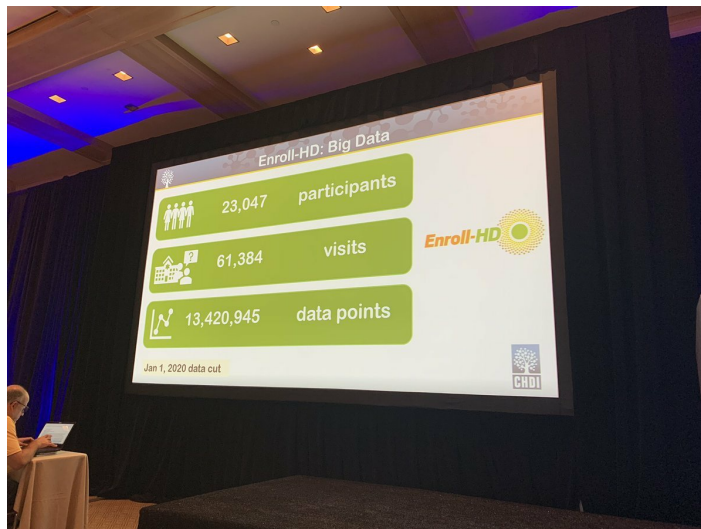 Enroll-HD: Big Data
23,047 participants
?
61,384 visits
13,420,945 data points
Enroll-HD
Jan 1, 2020 data cut
CHDI